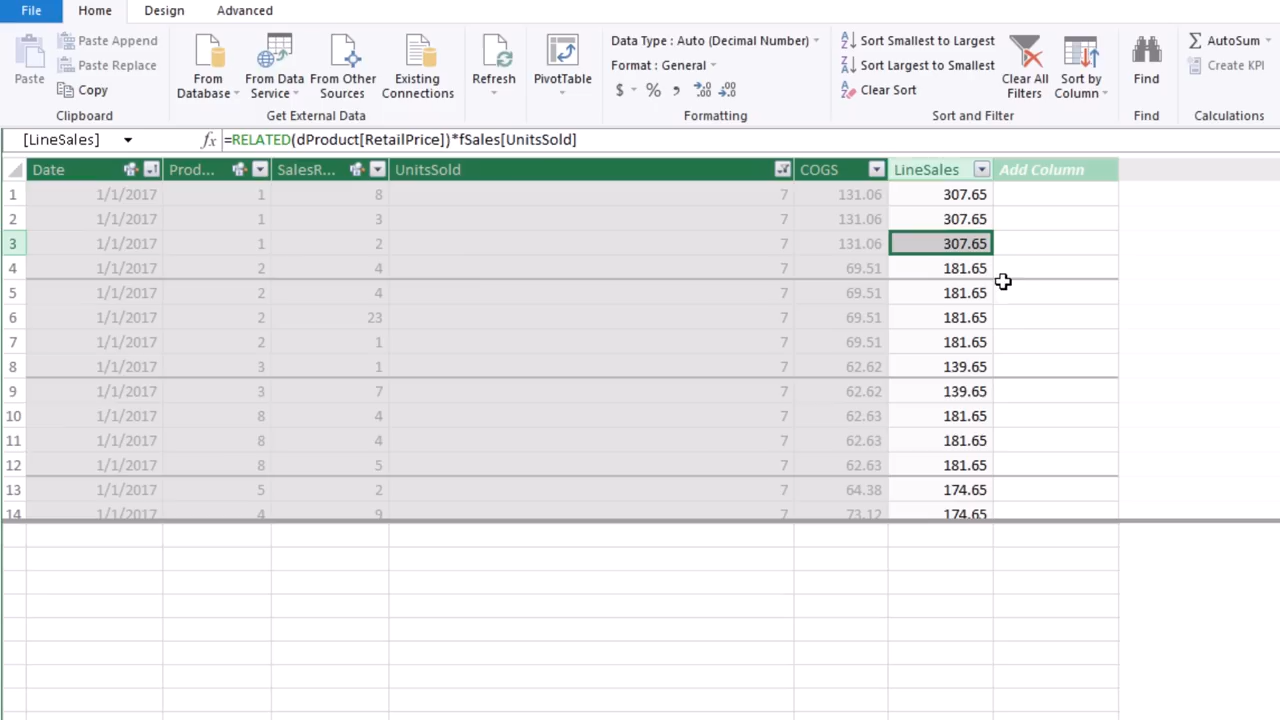 File Home Design Advanced
Paste
Paste Append
Paste Replace
Copy
Clipboard
From Database
From Data Service
From Other Sources
Existing Connections
Get External Data
Refresh
PivotTable
Data Type : Auto (Decimal Number)
Format : General
$ % ,
Formatting
Sort Smallest to Largest
Sort Largest to Smallest
Clear Sort
Clear All Filters
Sort by Column
Sort and Filter
Find
Find
AutoSum
Create KPI
Calculations
[LineSales] fx =RELATED(dProduct[RetailPrice])*fSales[UnitsSold]
Date Prod... SalesR... UnitsSold COGS LineSales Add Column
1 1/1/2017 1 8 7 131.06 307.65
2 1/1/2017 1 3 7 131.06 307.65
3 1/1/2017 1 2 7 131.06 307.65
4 1/1/2017 2 4 7 69.51 181.65
5 1/1/2017 2 4 7 69.51 181.65
6 1/1/2017 2 23 7 69.51 181.65
7 1/1/2017 2 1 7 69.51 181.65
8 1/1/2017 3 1 7 62.62 139.65
9 1/1/2017 3 7 7 62.62 139.65
10 1/1/2017 8 4 7 62.63 181.65
11 1/1/2017 8 4 7 62.63 181.65
12 1/1/2017 8 5 7 62.63 181.65
13 1/1/2017 5 2 7 64.38 174.65
14 1/1/2017 4 9 7 73.12 174.65